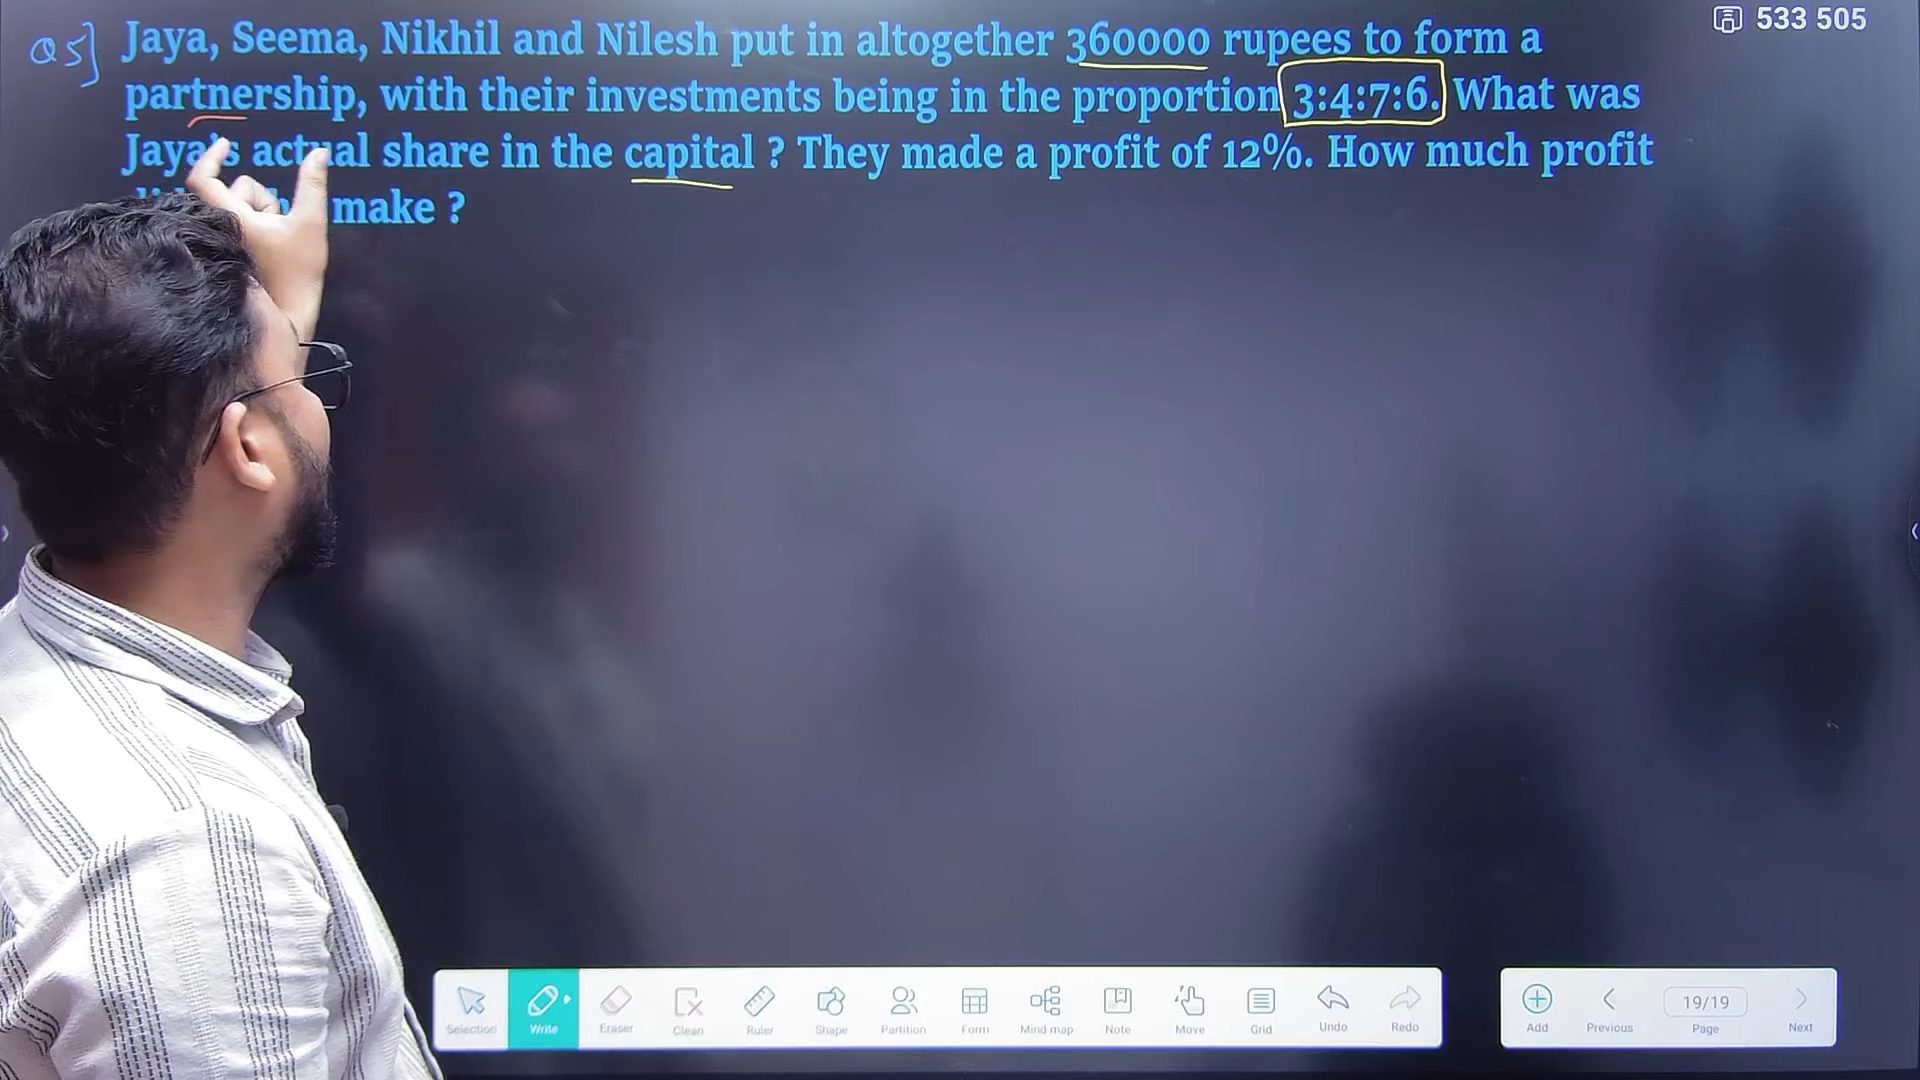 533 505
Q 5] Jaya, Seema, Nikhil and Nilesh put in altogether 360000 rupees to form a
partnership, with their investments being in the proportion 3:4:7:6. What was
Jaya's actual share in the capital ? They made a profit of 12%. How much profit
make ?
Selection Write Eraser Clean Ruler Shape Partition Form Mind map Note Move Grid Undo Redo
Add Previous 19/19 Page Next